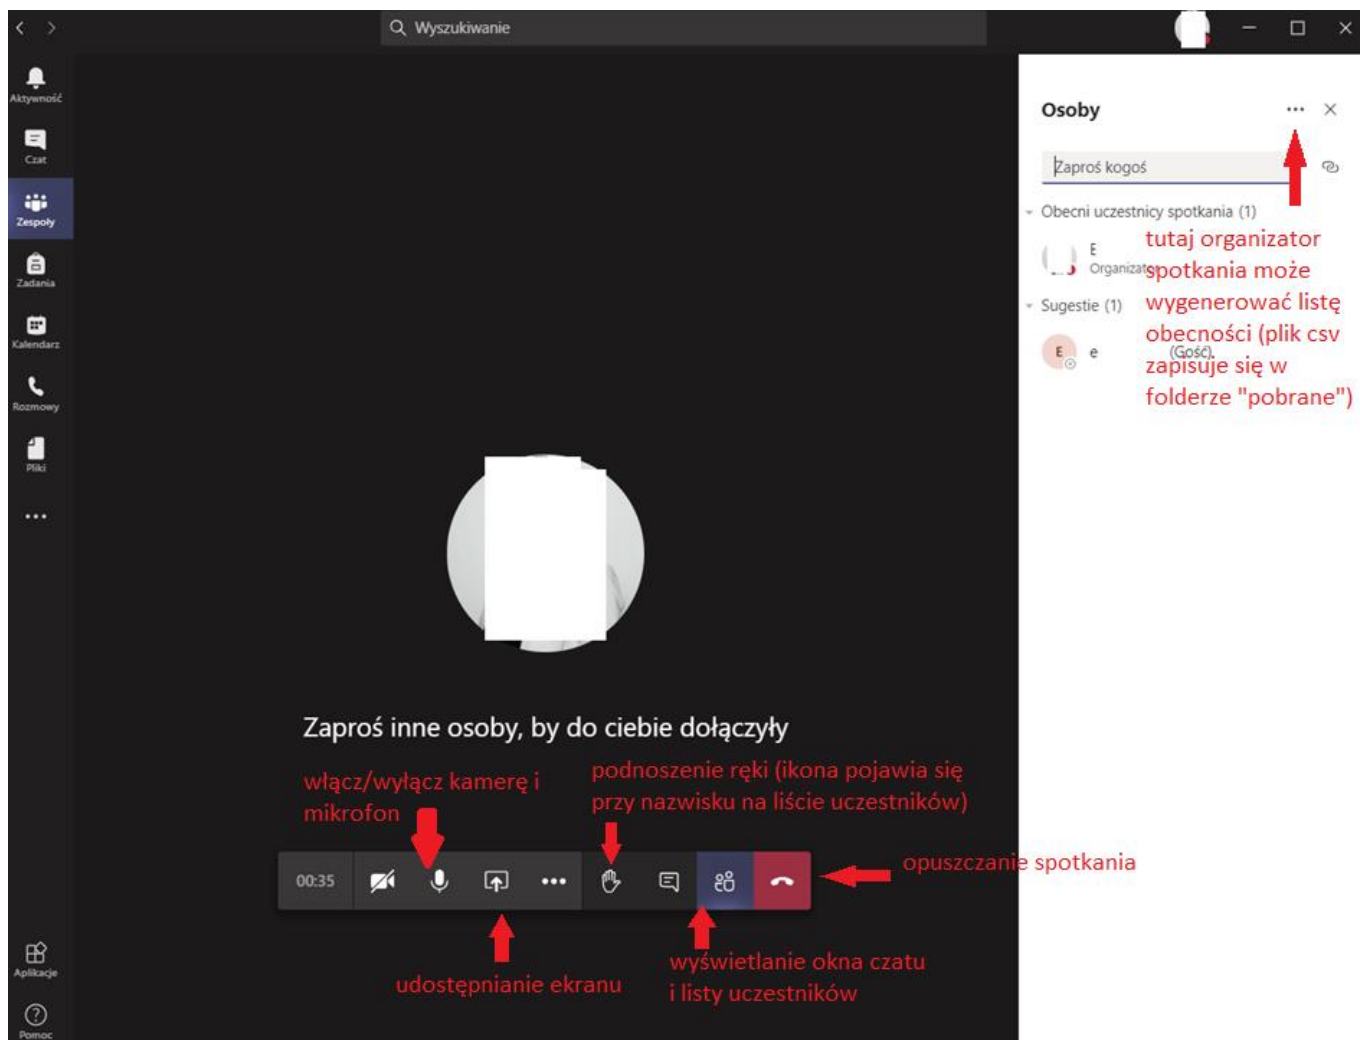 Wyszukiwanie
Aktywność
Czat
Zespoły
Zadania
Kalendarz
Rozmowy
Pliki
Aplikacje
Pomoc
Zaproś inne osoby, by do ciebie dołączyły
włącz/wyłącz kamerę i
mikrofon
podnoszenie ręki (ikona pojawia się
przy nazwisku na liście uczestników)
00:35
opuszczanie spotkania
udostępnianie ekranu
wyświetlanie okna czatu
i listy uczestników
Osoby
Zaproś kogoś
Obecni uczestnicy spotkania (1)
E
Organizator
Sugestie (1)
E e (Gość)
tutaj organizator
spotkania może
wygenerować listę
obecności (plik csv
zapisuje się w
folderze "pobrane")